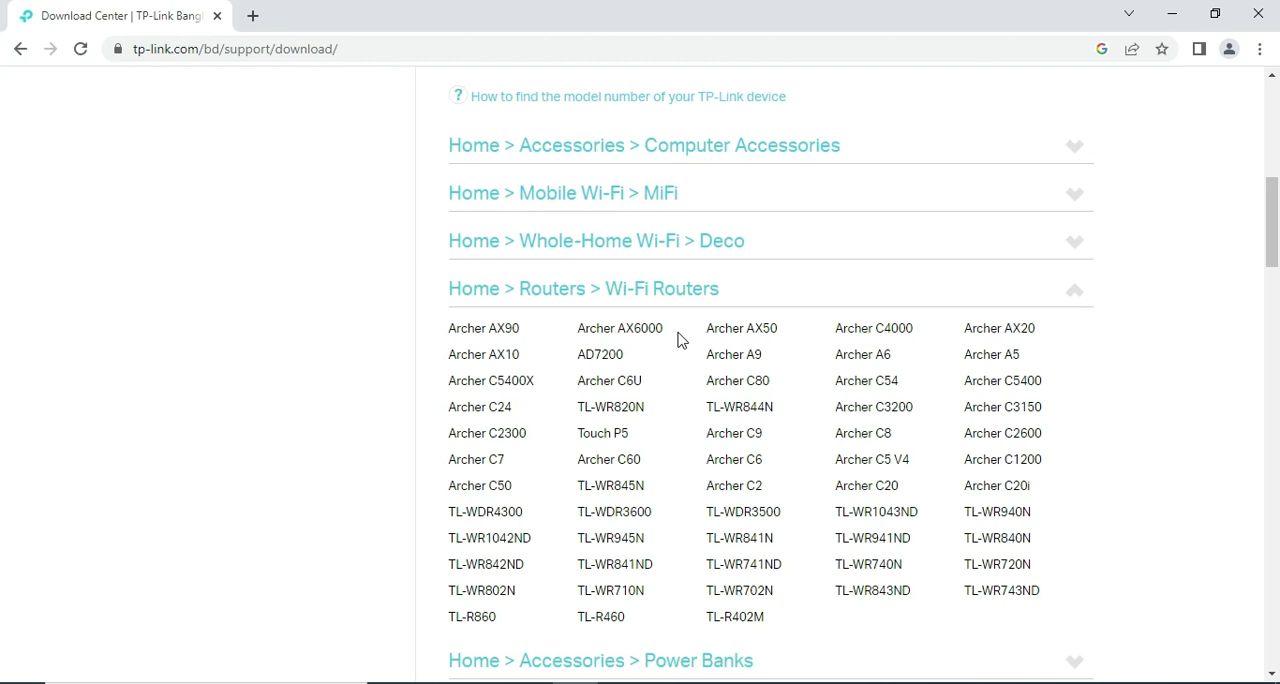 Download Center | TP-Link Bangl
tp-link.com/bd/support/download/
? How to find the model number of your TP-Link device
Home > Accessories > Computer Accessories
Home > Mobile Wi-Fi > MiFi
Home > Whole-Home Wi-Fi > Deco
Home > Routers > Wi-Fi Routers
Archer AX90 Archer AX6000 Archer AX50 Archer C4000 Archer AX20
Archer AX10 AD7200 Archer A9 Archer A6 Archer A5
Archer C5400X Archer C6U Archer C80 Archer C54 Archer C5400
Archer C24 TL-WR820N TL-WR844N Archer C3200 Archer C3150
Archer C2300 Touch P5 Archer C9 Archer C8 Archer C2600
Archer C7 Archer C60 Archer C6 Archer C5 V4 Archer C1200
Archer C50 TL-WR845N Archer C2 Archer C20 Archer C20i
TL-WDR4300 TL-WDR3600 TL-WDR3500 TL-WR1043ND TL-WR940N
TL-WR1042ND TL-WR945N TL-WR841N TL-WR941ND TL-WR840N
TL-WR842ND TL-WR841ND TL-WR741ND TL-WR740N TL-WR720N
TL-WR802N TL-WR710N TL-WR702N TL-WR843ND TL-WR743ND
TL-R860 TL-R460 TL-R402M
Home > Accessories > Power Banks